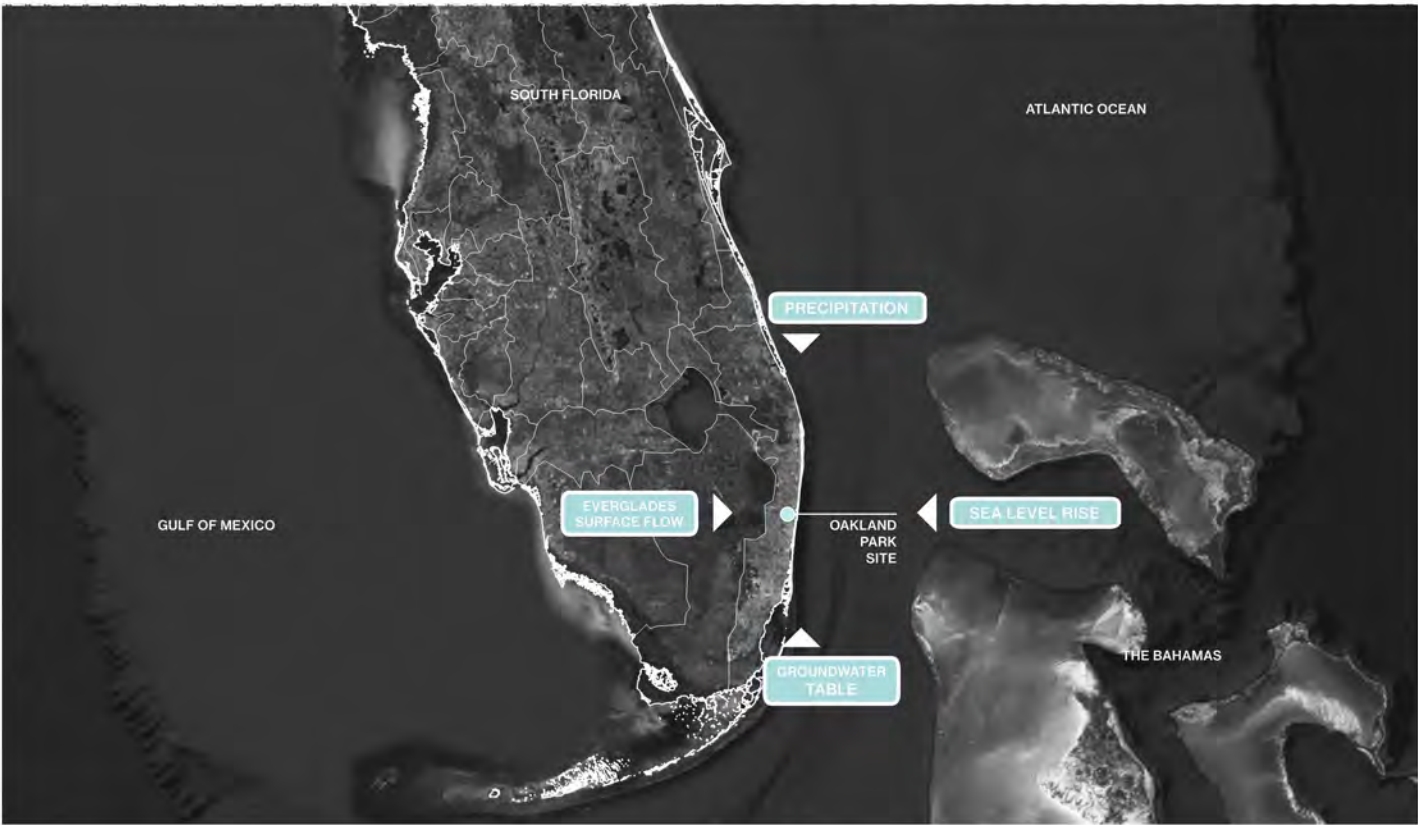 SOUTH FLORIDA
ATLANTIC OCEAN
PRECIPITATION
EVERGLADES
SURFACE FLOW
OAKLAND
PARK
SITE
SEA LEVEL RISE
GULF OF MEXICO
THE BAHAMAS
GROUNDWATER
TABLE